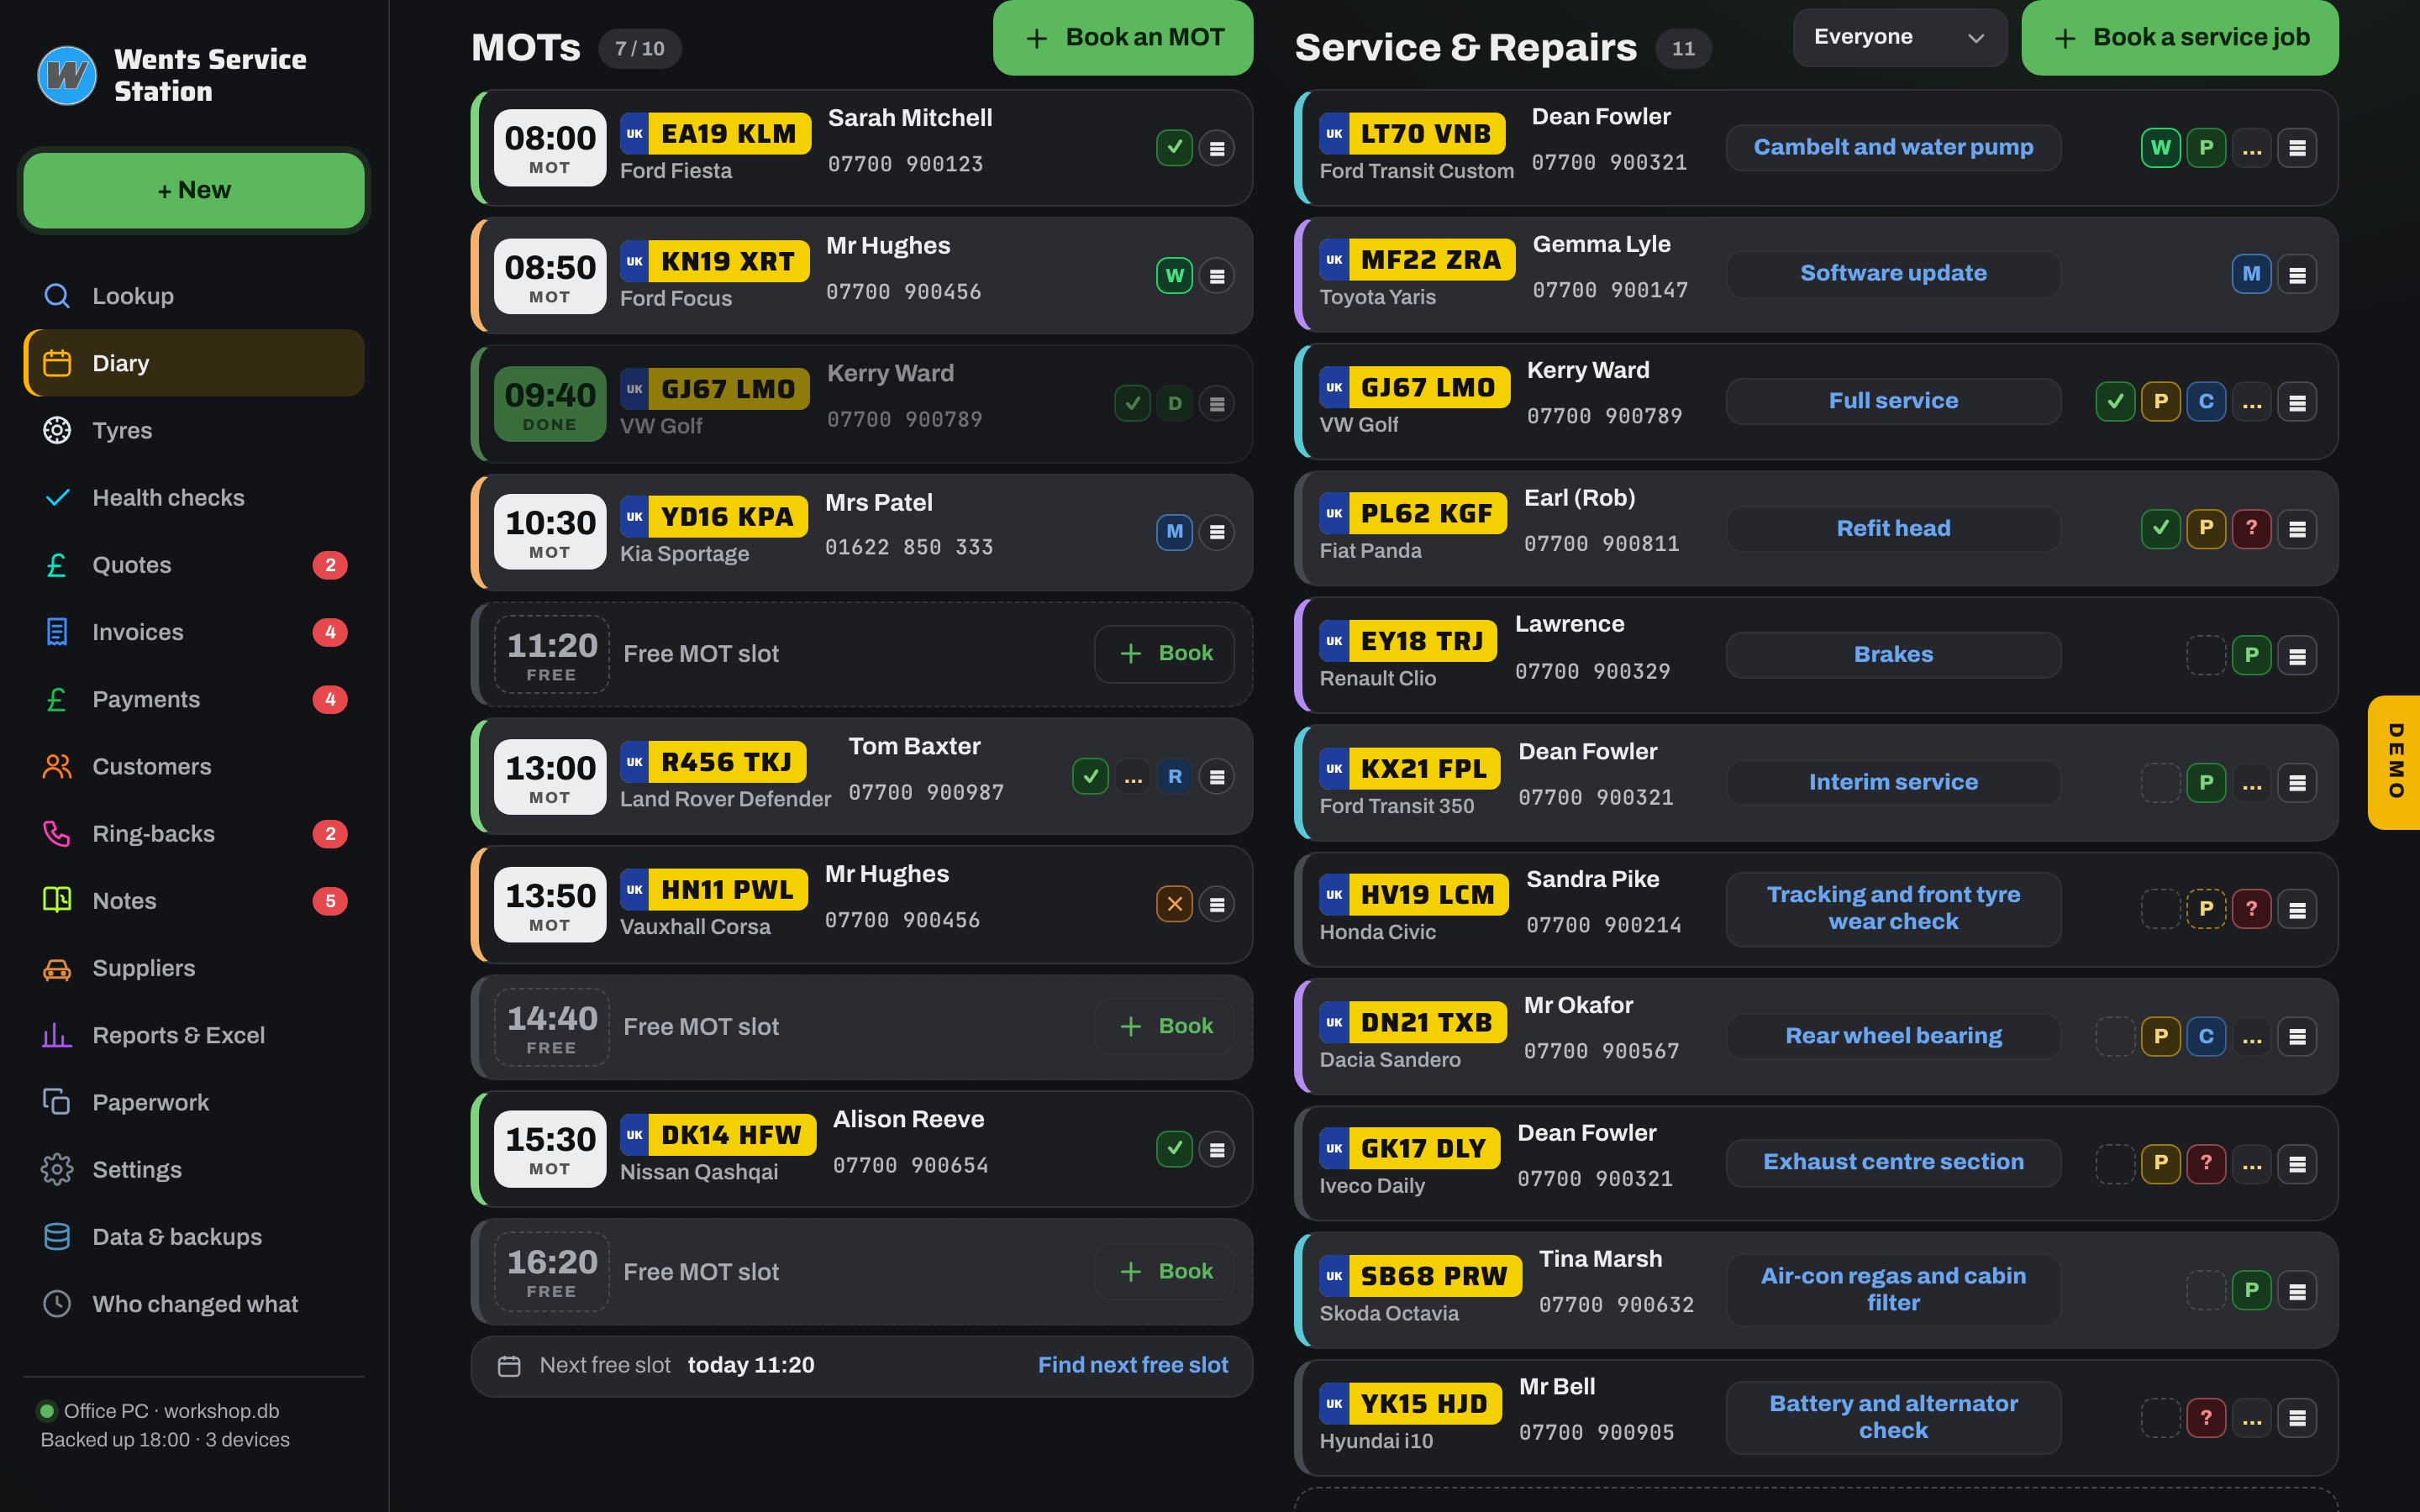 Wents Service
Station
+ New
Lookup
Diary
Tyres
Health checks
Quotes 2
Invoices 4
Payments 4
Customers
Ring-backs 2
Notes 5
Suppliers
Reports & Excel
Paperwork
Settings
Data & backups
Who changed what
Office PC · workshop.db
Backed up 18:00 · 3 devices
MOTs 7 / 10 + Book an MOT
08:00
MOT
UK EA19 KLM
Ford Fiesta
Sarah Mitchell
07700 900123
08:50
MOT
UK KN19 XRT
Ford Focus
Mr Hughes
07700 900456
W
09:40
DONE
UK GJ67 LMO
VW Golf
Kerry Ward
07700 900789
D
10:30
MOT
UK YD16 KPA
Kia Sportage
Mrs Patel
01622 850 333
M
11:20
FREE
Free MOT slot
+ Book
13:00
MOT
UK R456 TKJ
Land Rover Defender
Tom Baxter
07700 900987
... R
13:50
MOT
UK HN11 PWL
Vauxhall Corsa
Mr Hughes
07700 900456
14:40
FREE
Free MOT slot
+ Book
15:30
MOT
UK DK14 HFW
Nissan Qashqai
Alison Reeve
07700 900654
16:20
FREE
Free MOT slot
+ Book
Next free slot today 11:20 Find next free slot
Service & Repairs 11 Everyone + Book a service job
UK LT70 VNB
Ford Transit Custom
Dean Fowler
07700 900321
Cambelt and water pump
W P ...
UK MF22 ZRA
Toyota Yaris
Gemma Lyle
07700 900147
Software update
M
UK GJ67 LMO
VW Golf
Kerry Ward
07700 900789
Full service
P C ...
UK PL62 KGF
Fiat Panda
Earl (Rob)
07700 900811
Refit head
P ?
UK EY18 TRJ
Renault Clio
Lawrence
07700 900329
Brakes
P
UK KX21 FPL
Ford Transit 350
Dean Fowler
07700 900321
Interim service
P ...
UK HV19 LCM
Honda Civic
Sandra Pike
07700 900214
Tracking and front tyre
wear check
P ?
UK DN21 TXB
Dacia Sandero
Mr Okafor
07700 900567
Rear wheel bearing
P C ...
UK GK17 DLY
Iveco Daily
Dean Fowler
07700 900321
Exhaust centre section
P ? ...
UK SB68 PRW
Skoda Octavia
Tina Marsh
07700 900632
Air-con regas and cabin
filter
P
UK YK15 HJD
Hyundai i10
Mr Bell
07700 900905
Battery and alternator
check
? ...
DEMO